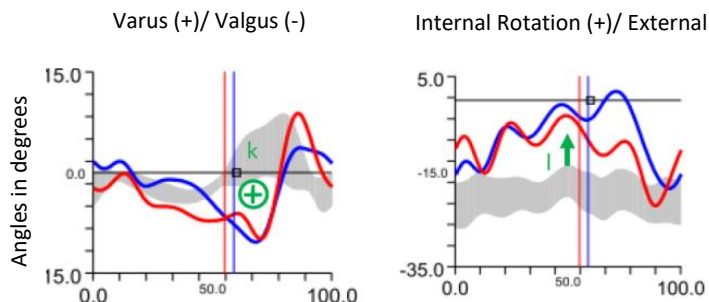 Varus (+)/ Valgus (-)
Internal Rotation (+)/ External
Angles in degrees
15.0
0.0
15.0
k
0.0
50.0
100.0
5.0
-15.0
-35.0
l
0.0
50.0
100.0